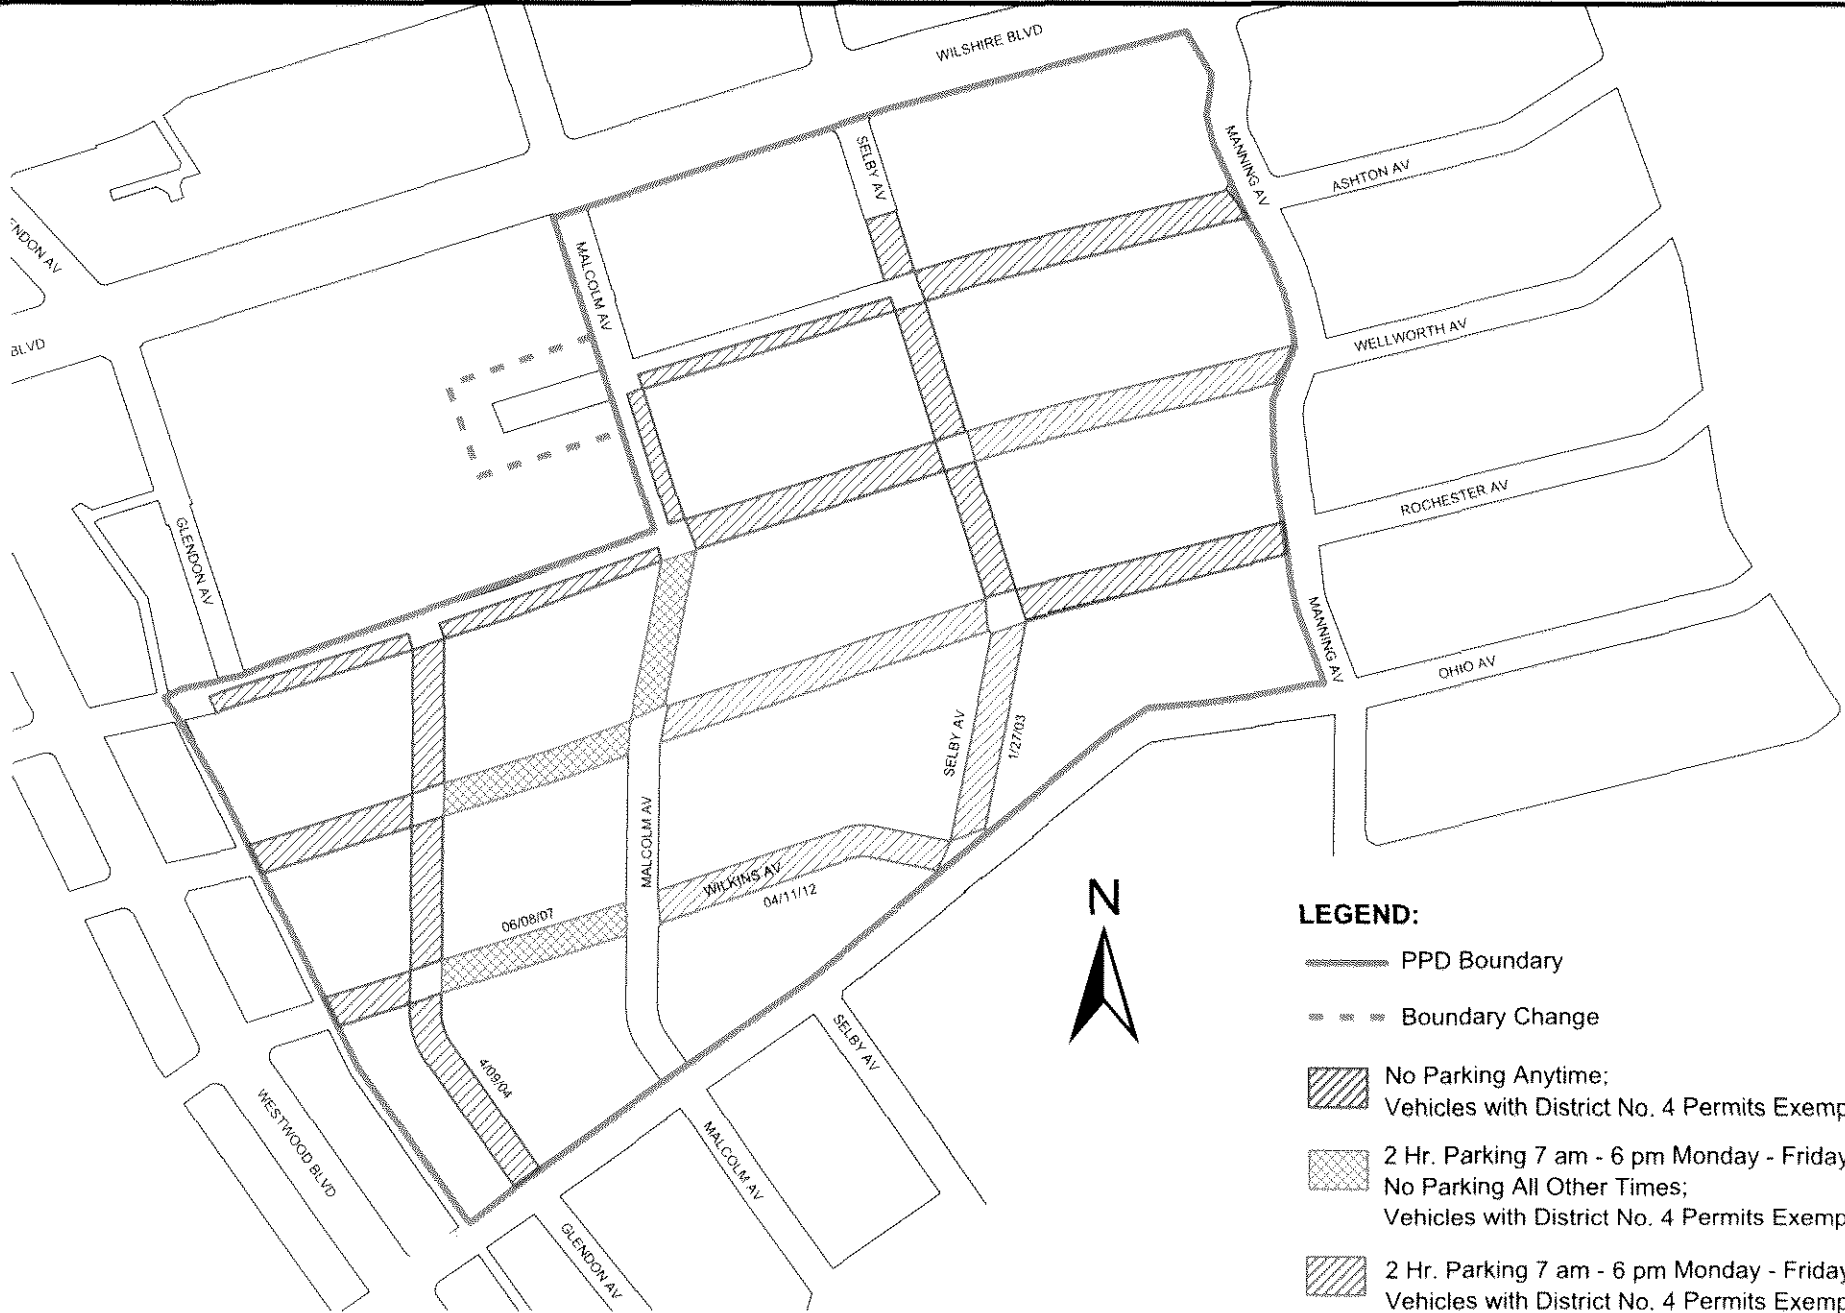 WILSHIRE BLVD
SELBY AV
MANNING AV
ASHTON AV
ENDON AV
MALCOLM AV
BLVD
WELLWORTH AV
ROCHESTER AV
GLENDON AV
MANNING AV
OHIO AV
SELBY AV
1/27/03
MALCOLM AV
WILKINS AV
04/11/12
06/08/07
4/09/04
WESTWOOD BLVD
SELBY AV
MALCOLM AV
GLENDON AV
N
LEGEND:
PPD Boundary
Boundary Change
No Parking Anytime;
Vehicles with District No. 4 Permits Exemp
2 Hr. Parking 7 am - 6 pm Monday - Friday
No Parking All Other Times;
Vehicles with District No. 4 Permits Exemp
2 Hr. Parking 7 am - 6 pm Monday - Friday
Vehicles with District No. 4 Permits Exemp